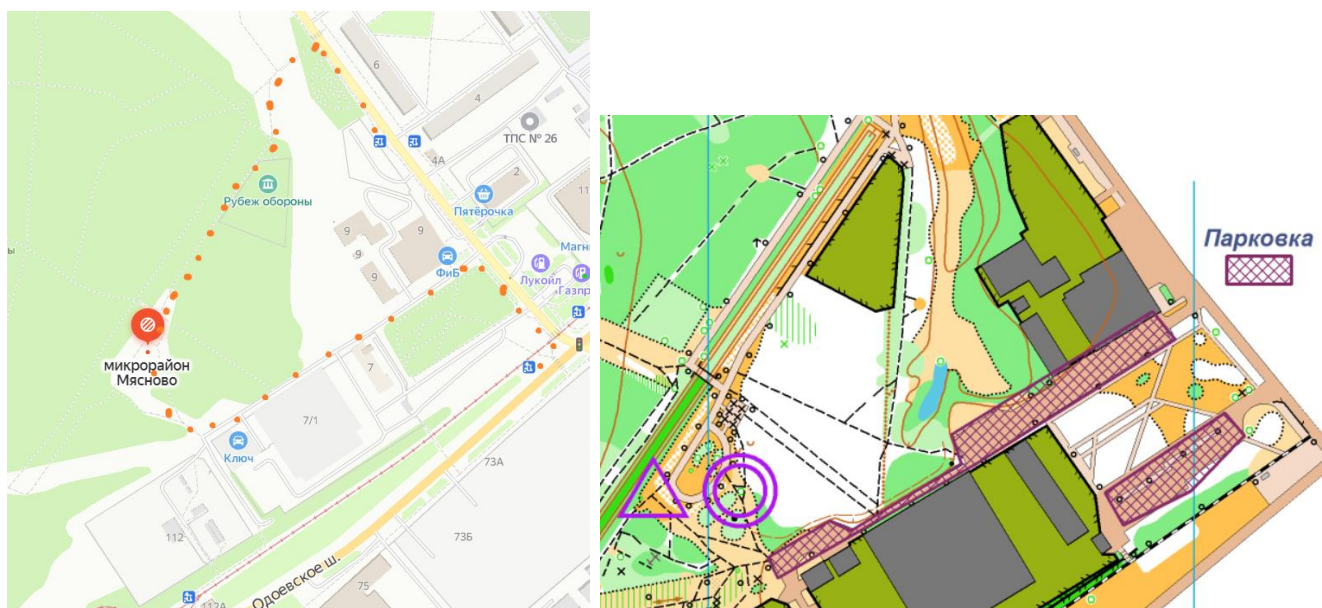 6
4
ТПС № 26
4А
2
11
Рубеж обороны
Пятёрочка
ы
9
9
9
9
ФиБ
Магн
Лукойл
Газпр
микрорайон
Мясново
7
7/1
Ключ
73А
112
73Б
Одоевское ш.
75
112А
Парковка